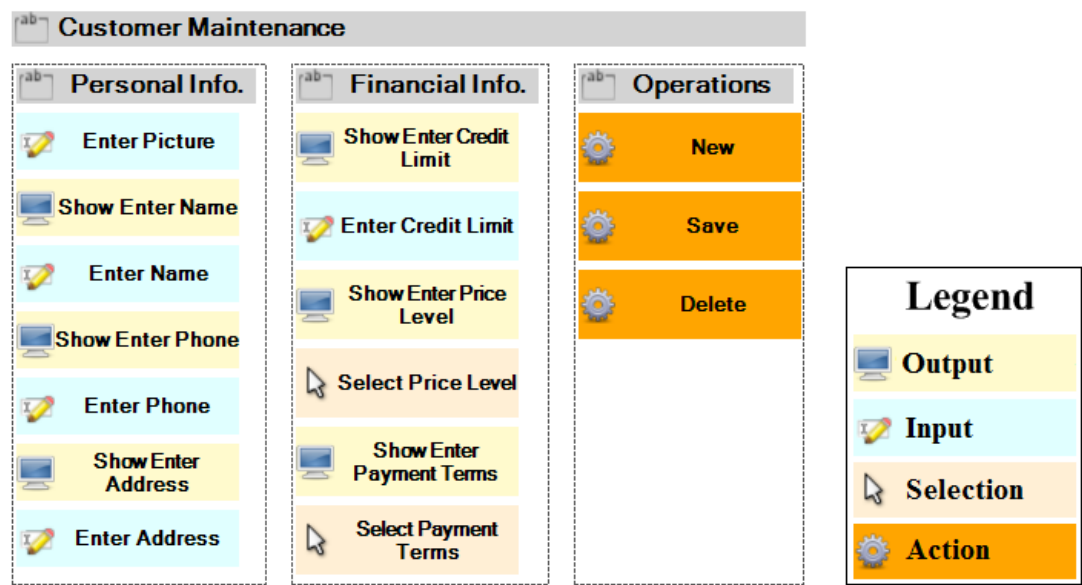 Customer Maintenance
Personal Info.
Enter Picture
Show Enter Name
Enter Name
Show Enter Phone
Enter Phone
Show Enter
Address
Enter Address
Financial Info.
Show Enter Credit
Limit
Enter Credit Limit
Show Enter Price
Level
Select Price Level
Show Enter
Payment Terms
Select Payment
Terms
Operations
New
Save
Delete
Legend
Output
Input
Selection
Action